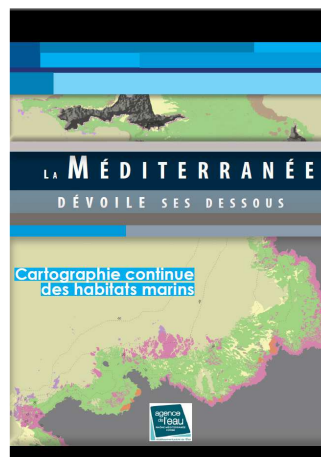 LA MÉDITERRANÉE
DÉVOILE SES DESSOUS
Cartographie continue
des habitats marins
agence
de l'eau